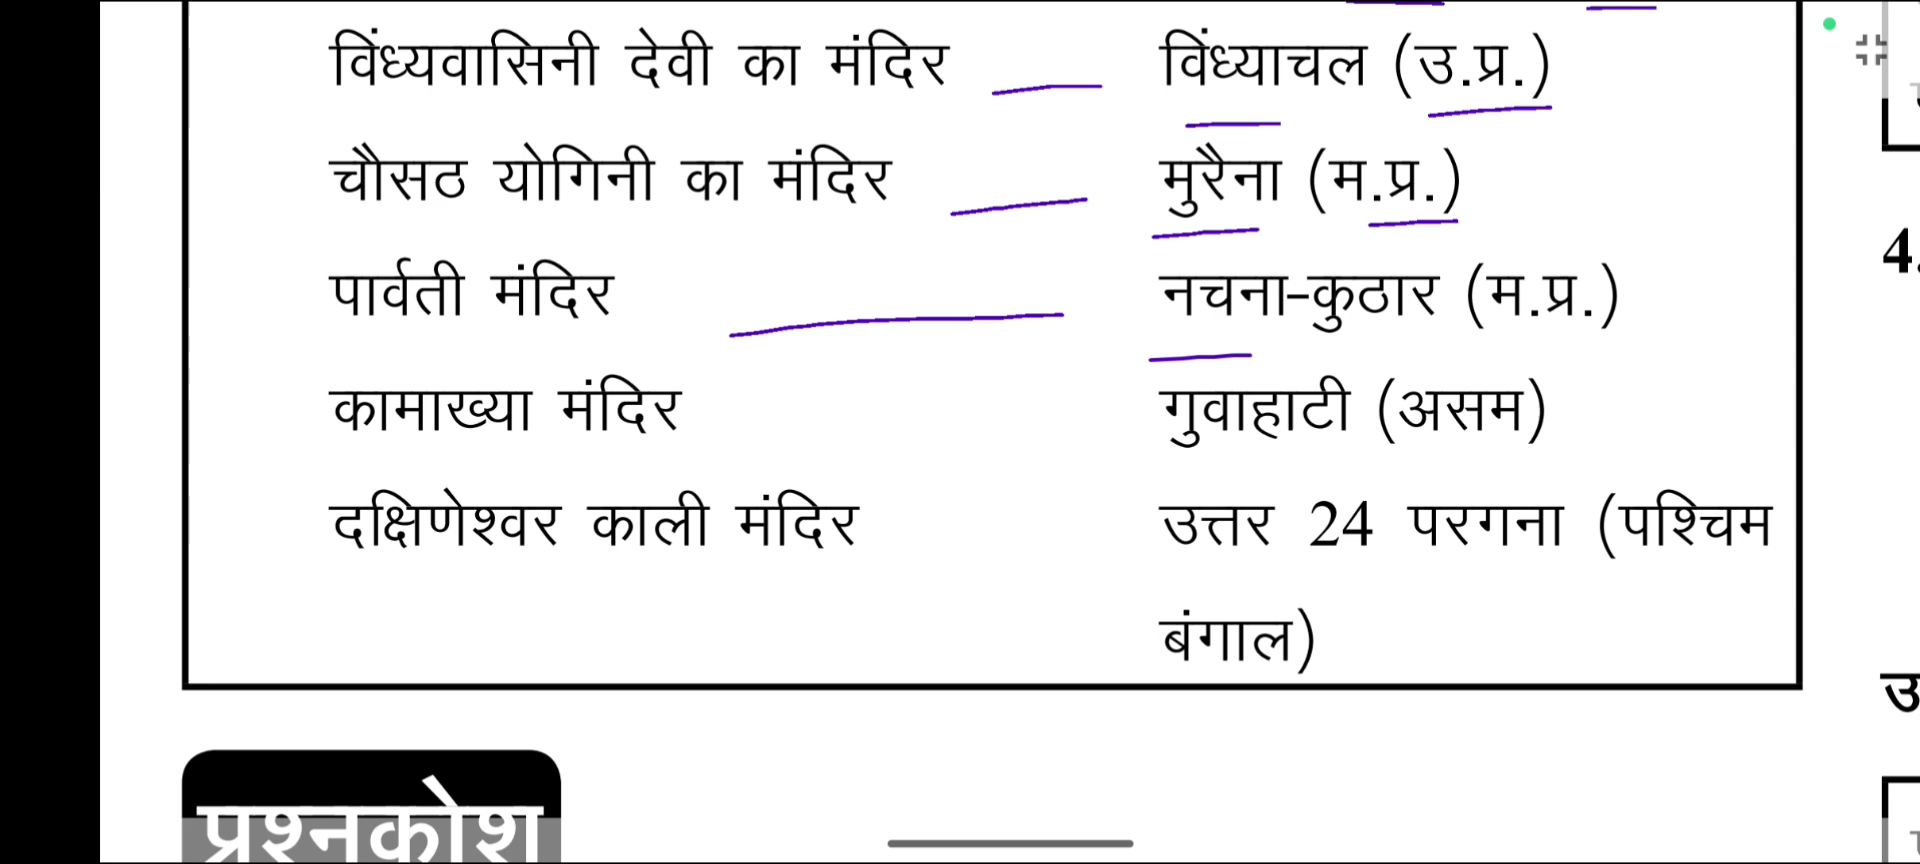 विंध्यवासिनी देवी का मंदिर विंध्याचल (उ.प्र.)
चौसठ योगिनी का मंदिर मुरैना (म.प्र.)
पार्वती मंदिर नचना-कुठार (म.प्र.)
कामाख्या मंदिर गुवाहाटी (असम)
दक्षिणेश्वर काली मंदिर उत्तर 24 परगना (पश्चिम
बंगाल)
प्रश्नकोश
4.
उ